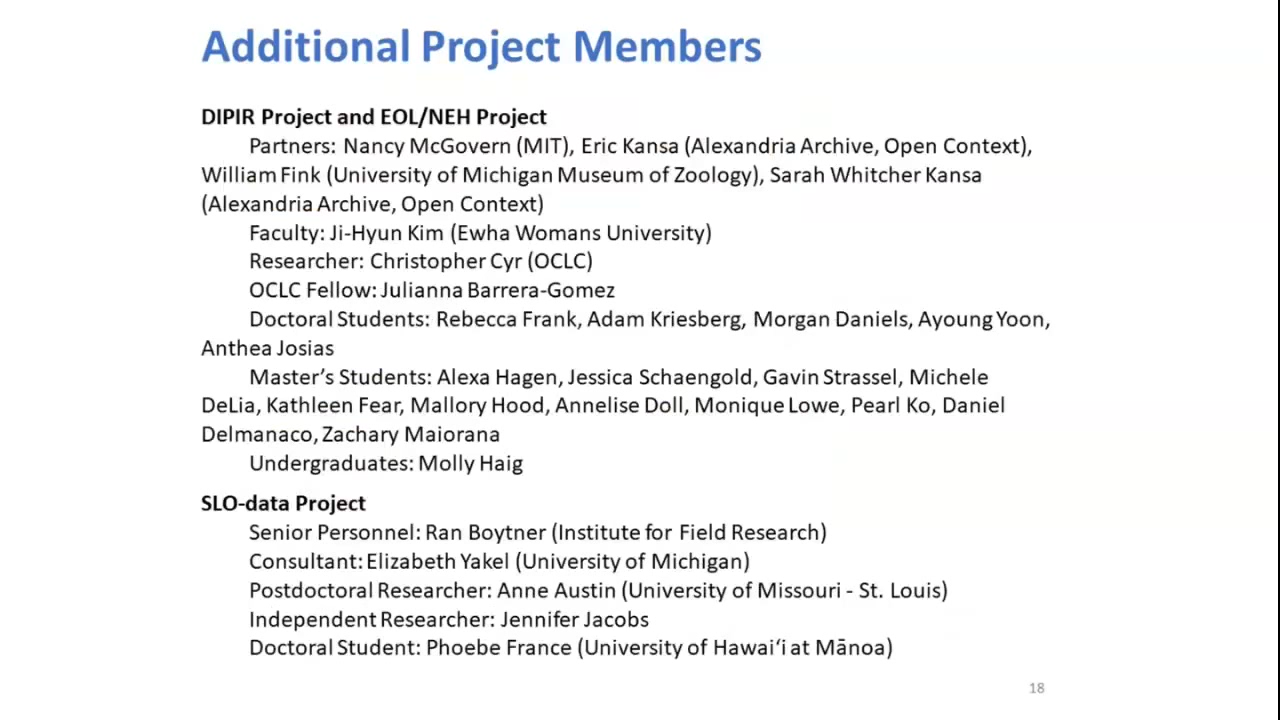 Additional Project Members
DIPIR Project and EOL/NEH Project
Partners: Nancy McGovern (MIT), Eric Kansa (Alexandria Archive, Open Context),
William Fink (University of Michigan Museum of Zoology), Sarah Whitcher Kansa
(Alexandria Archive, Open Context)
Faculty: Ji-Hyun Kim (Ewha Womans University)
Researcher: Christopher Cyr (OCLC)
OCLC Fellow: Julianna Barrera-Gomez
Doctoral Students: Rebecca Frank, Adam Kriesberg, Morgan Daniels, Ayoung Yoon,
Anthea Josias
Master’s Students: Alexa Hagen, Jessica Schaengold, Gavin Strassel, Michele
DeLia, Kathleen Fear, Mallory Hood, Annelise Doll, Monique Lowe, Pearl Ko, Daniel
Delmanaco, Zachary Maiorana
Undergraduates: Molly Haig
SLO-data Project
Senior Personnel: Ran Boytner (Institute for Field Research)
Consultant: Elizabeth Yakel (University of Michigan)
Postdoctoral Researcher: Anne Austin (University of Missouri - St. Louis)
Independent Researcher: Jennifer Jacobs
Doctoral Student: Phoebe France (University of Hawaiʻi at Mānoa)
18